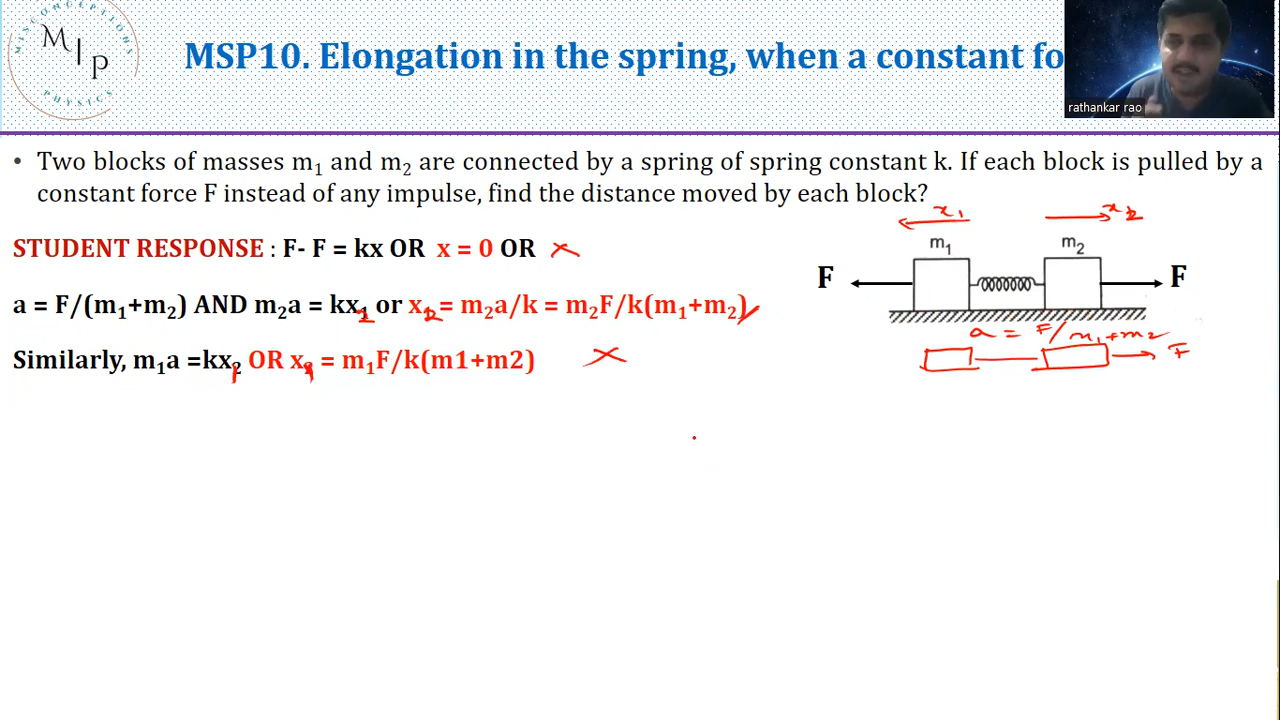 MISCONCEPTIONS
M I P
PHYSICS
MSP10. Elongation in the spring, when a constant fo
rathankar rao
• Two blocks of masses m₁ and m₂ are connected by a spring of spring constant k. If each block is pulled by a
constant force F instead of any impulse, find the distance moved by each block?
x₁ x₂
STUDENT RESPONSE : F- F = kx OR x = 0 OR ×
m₁ m₂
F F
a = F/(m₁+m₂) AND m₂a = kx₂ or x₂ = m₂a/k = m₂F/k(m₁+m₂)
a = F/m₁+m₂
F
Similarly, m₁a =kx₁ OR x₁ = m₁F/k(m1+m2) ×